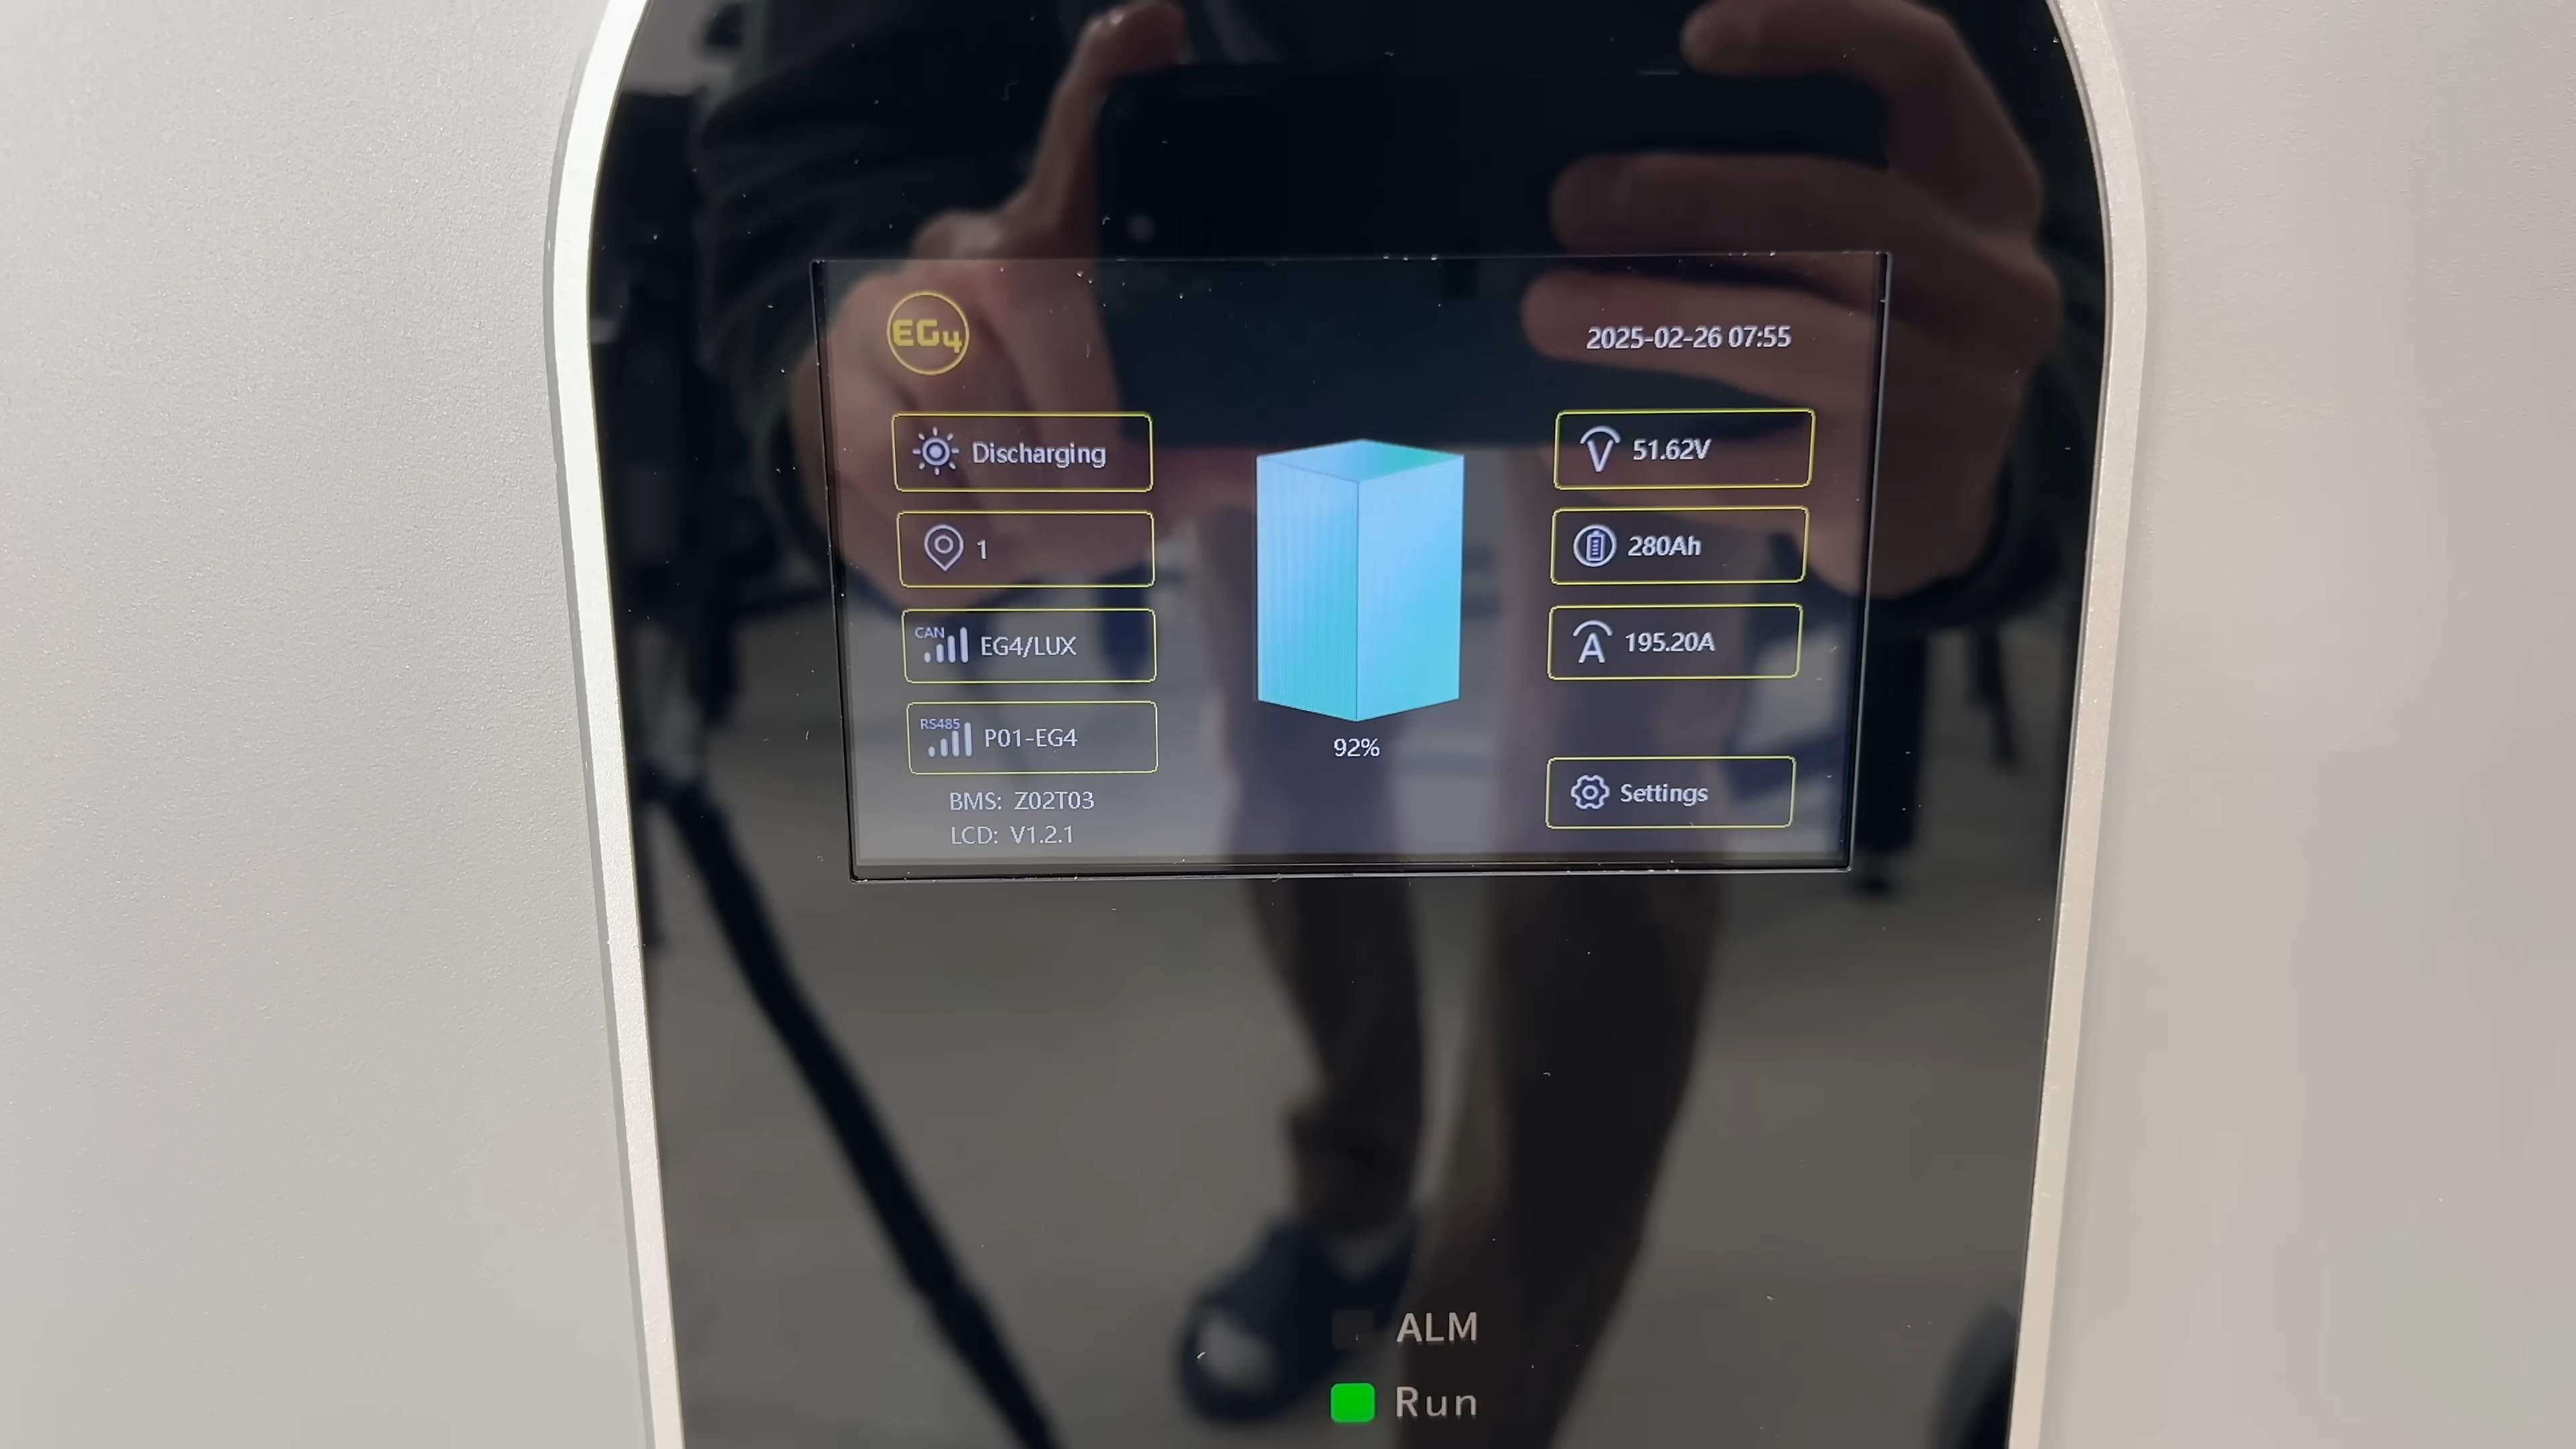 EG4
2025-02-26 07:55
Discharging
1
CAN
EG4/LUX
RS485
P01-EG4
BMS: Z02T03
LCD: V1.2.1
92%
V
51.62V
280Ah
A
195.20A
Settings
ALM
Run